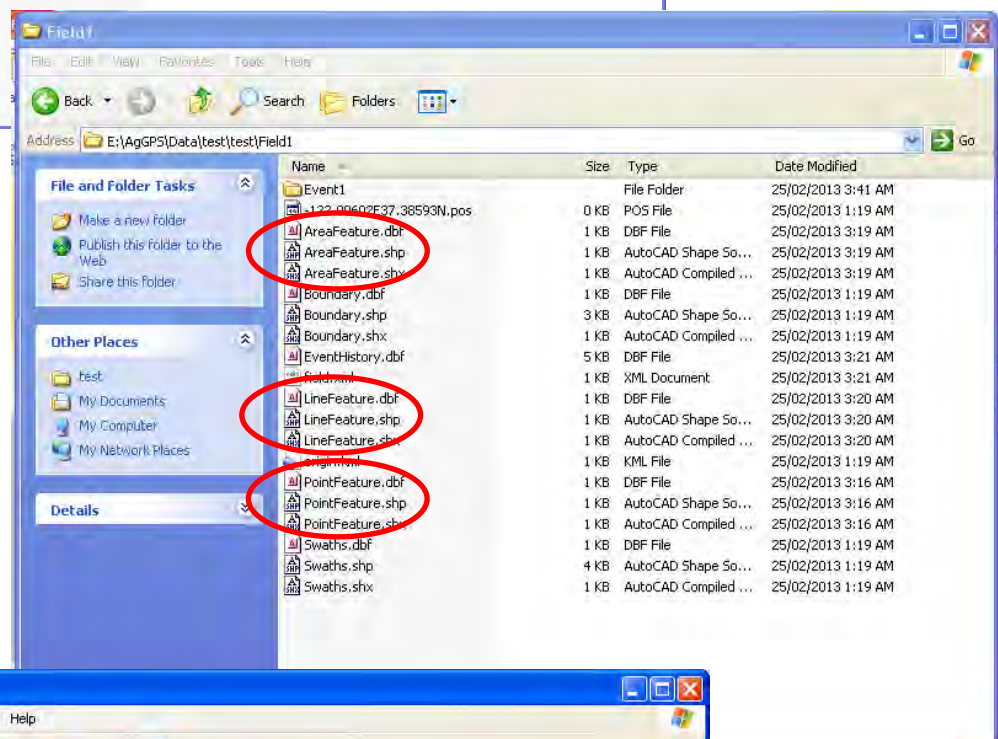 Field1
File Edit View Favorites Tools Help
Back Search Folders
Address E:\AgGPS\Data\test\test\Field1 Go
Name Size Type Date Modified
Event1 File Folder 25/02/2013 3:41 AM
-122.99602E37.38593N.pos 0 KB POS File 25/02/2013 1:19 AM
AreaFeature.dbf 1 KB DBF File 25/02/2013 3:19 AM
AreaFeature.shp 1 KB AutoCAD Shape So... 25/02/2013 3:19 AM
AreaFeature.shx 1 KB AutoCAD Compiled ... 25/02/2013 3:19 AM
Boundary.dbf 1 KB DBF File 25/02/2013 1:19 AM
Boundary.shp 3 KB AutoCAD Shape So... 25/02/2013 1:19 AM
Boundary.shx 1 KB AutoCAD Compiled ... 25/02/2013 1:19 AM
EventHistory.dbf 5 KB DBF File 25/02/2013 3:21 AM
field.xml 1 KB XML Document 25/02/2013 3:21 AM
LineFeature.dbf 1 KB DBF File 25/02/2013 3:20 AM
LineFeature.shp 1 KB AutoCAD Shape So... 25/02/2013 3:20 AM
LineFeature.shx 1 KB AutoCAD Compiled ... 25/02/2013 3:20 AM
1 KB KML File 25/02/2013 1:19 AM
PointFeature.dbf 1 KB DBF File 25/02/2013 3:16 AM
PointFeature.shp 1 KB AutoCAD Shape So... 25/02/2013 3:16 AM
PointFeature.shx 1 KB AutoCAD Compiled ... 25/02/2013 3:16 AM
Swaths.dbf 1 KB DBF File 25/02/2013 1:19 AM
Swaths.shp 4 KB AutoCAD Shape So... 25/02/2013 1:19 AM
Swaths.shx 1 KB AutoCAD Compiled ... 25/02/2013 1:19 AM
File and Folder Tasks
Make a new folder
Publish this folder to the
Web
Share this folder
Other Places
test
My Documents
My Computer
My Network Places
Details
Help